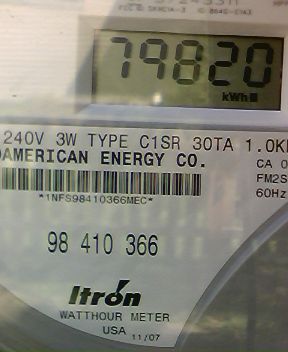 79820
kWh
240V 3W TYPE C1SR 30TA 1.0K
AMERICAN ENERGY CO.
CA 0
*1NFS98410366MEC*
FM2S
60Hz
98 410 366
Itron
WATTHOUR METER
USA 11/07